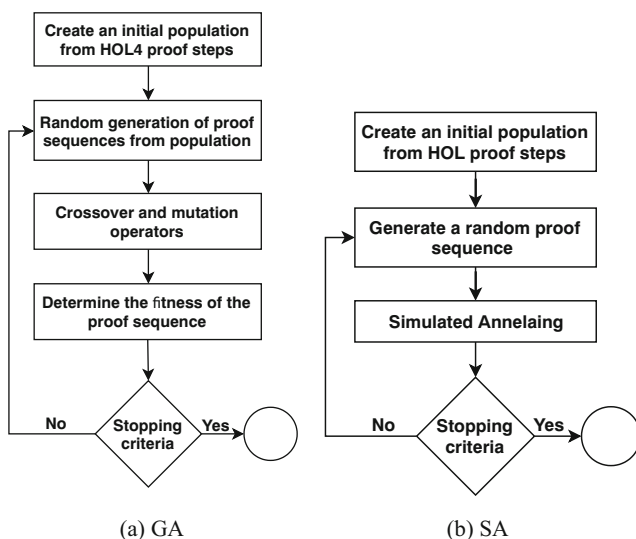 Create an initial population
from HOL4 proof steps
Random generation of proof
sequences from population
Crossover and mutation
operators
Determine the fitness of the
proof sequence
No
Stopping
criteria
Yes
(a) GA
Create an initial population
from HOL proof steps
Generate a random proof
sequence
Simulated Annelaing
No
Stopping
criteria
Yes
(b) SA